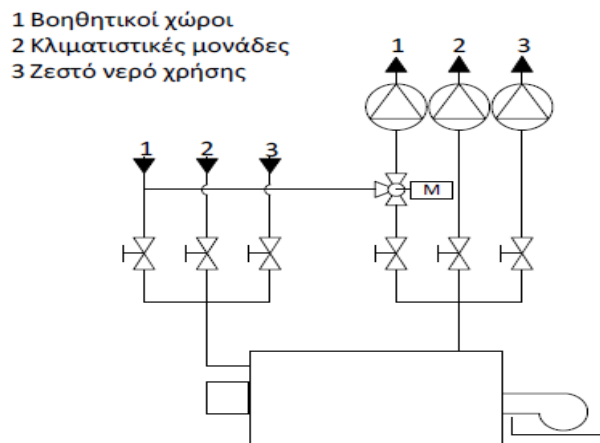 1 Βοηθητικοί χώροι
2 Κλιματιστικές μονάδες
3 Ζεστό νερό χρήσης
1 2 3
1 2 3
M